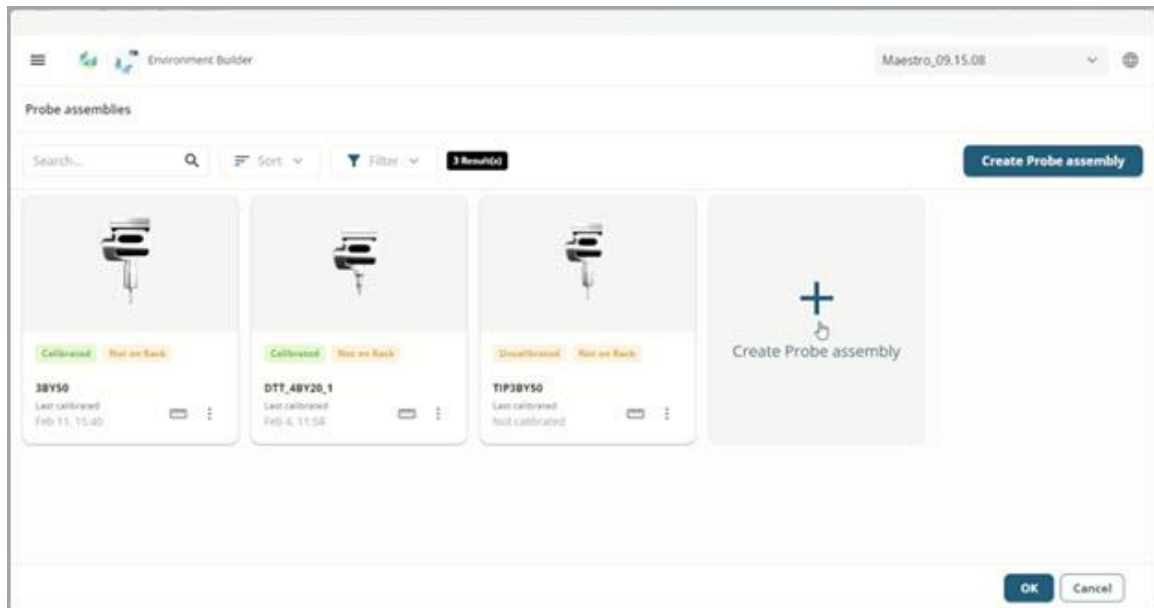 Environment Builder
Maestro_09.15.08
Probe assemblies
Search...
Sort
Filter
3 Result(s)
Create Probe assembly
Calibrated
Not on Rack
3BY50
Last calibrated
Feb 11, 15:40
Calibrated
Not on Rack
DTT_4BY20_1
Last calibrated
Feb 4, 11:58
Uncalibrated
Not on Rack
TIP3BY50
Last calibrated
Not calibrated
Create Probe assembly
OK
Cancel